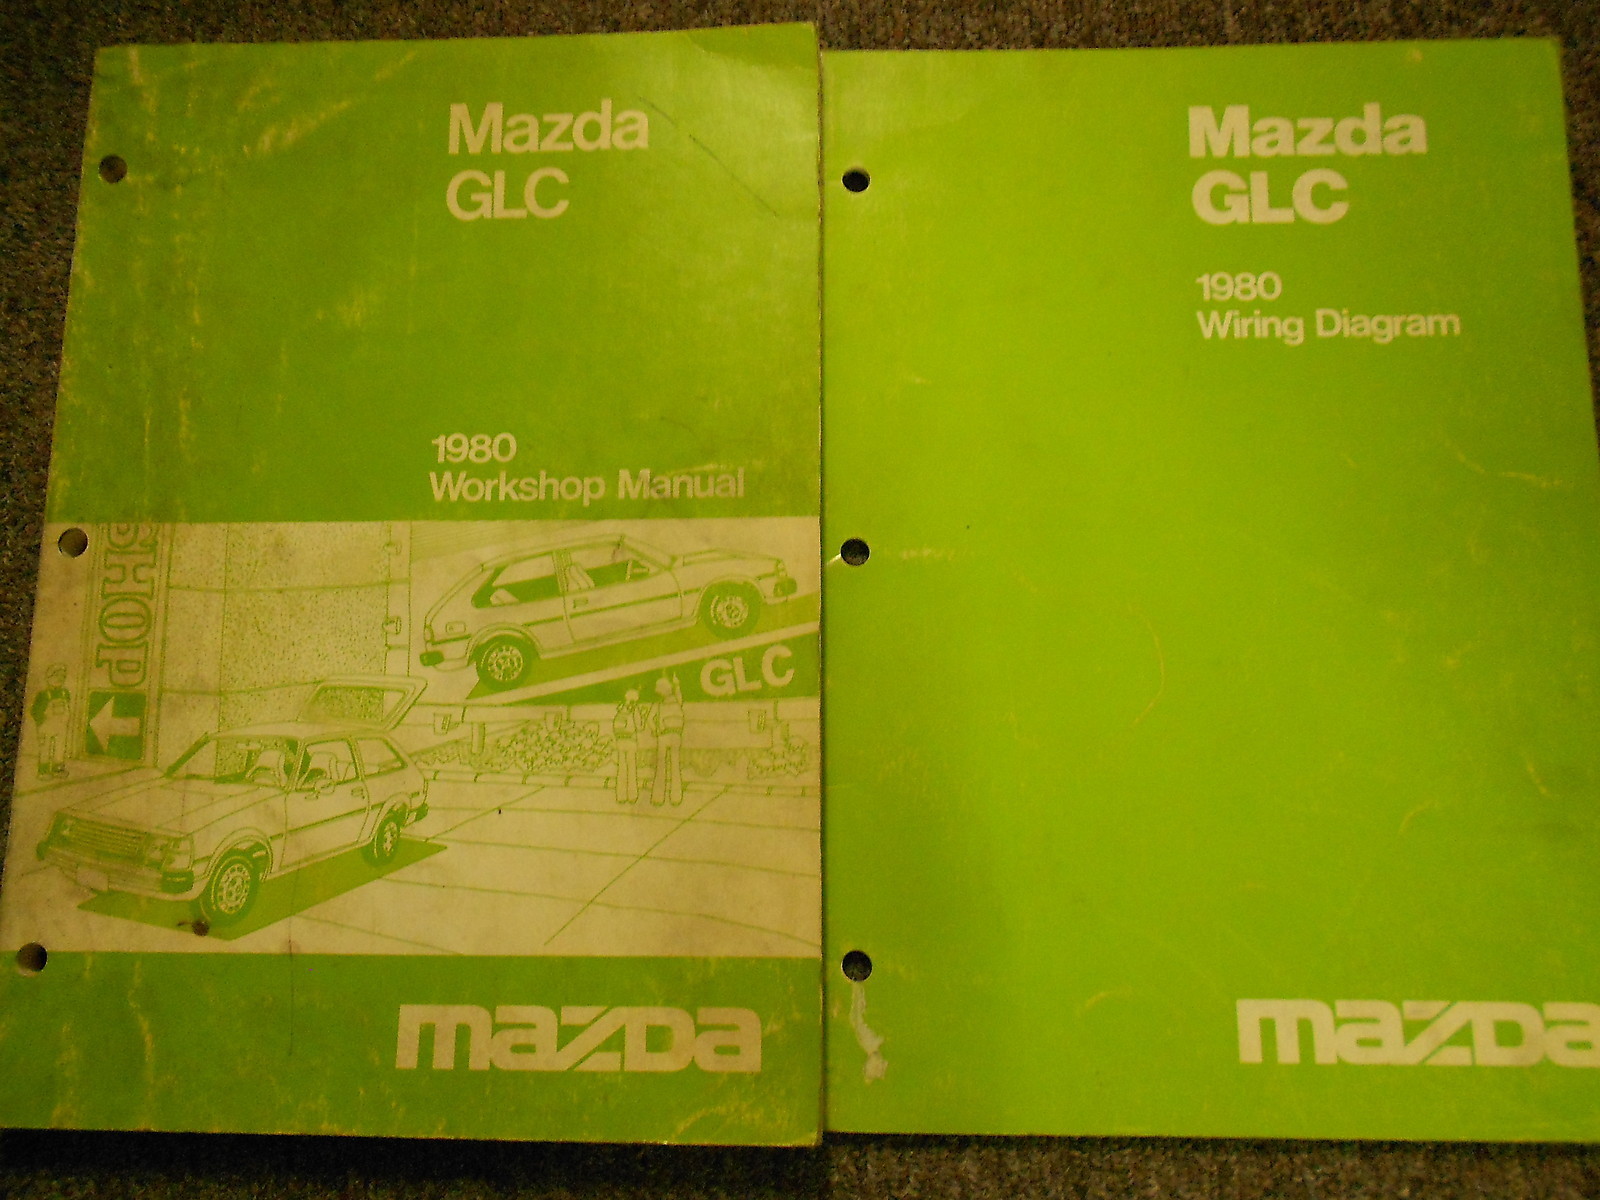 Mazda
GLC
1980
Workshop Manual
SHOP
GLC
mazda
Mazda
GLC
1980
Wiring Diagram
mazda